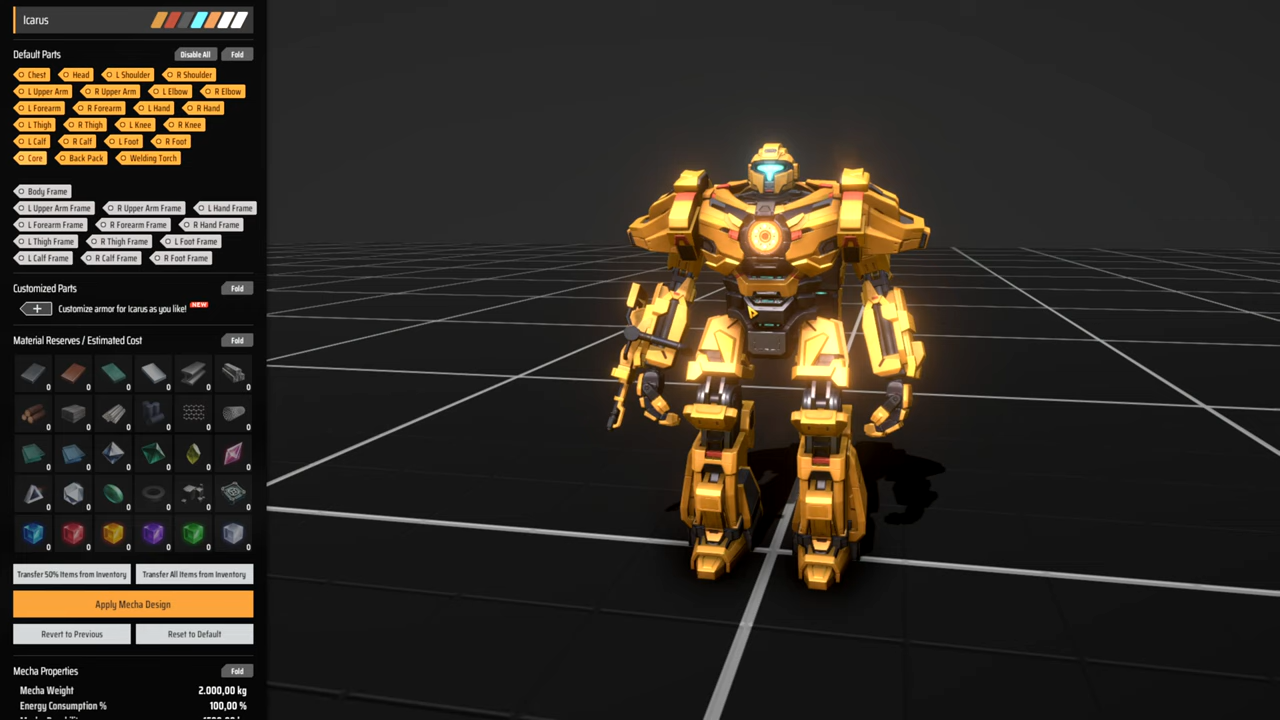 Icarus
Default Parts Disable All Fold
Chest Head L Shoulder R Shoulder
L Upper Arm R Upper Arm L Elbow R Elbow
L Forearm R Forearm L Hand R Hand
L Thigh R Thigh L Knee R Knee
L Calf R Calf L Foot R Foot
Core Back Pack Welding Torch
Body Frame
L Upper Arm Frame R Upper Arm Frame L Hand Frame
L Forearm Frame R Forearm Frame R Hand Frame
L Thigh Frame R Thigh Frame L Foot Frame
L Calf Frame R Calf Frame R Foot Frame
Customized Parts Fold
Customize armor for Icarus as you like! NEW
Material Reserves / Estimated Cost Fold
0 0 0 0 0 0
0 0 0 0 0 0
0 0 0 0 0 0
0 0 0 0 0 0
0 0 0 0 0 0
Transfer 50% Items from Inventory Transfer All Items from Inventory
Apply Mecha Design
Revert to Previous Reset to Default
Mecha Properties Fold
Mecha Weight 2.000,00 kg
Energy Consumption % 100,00 %